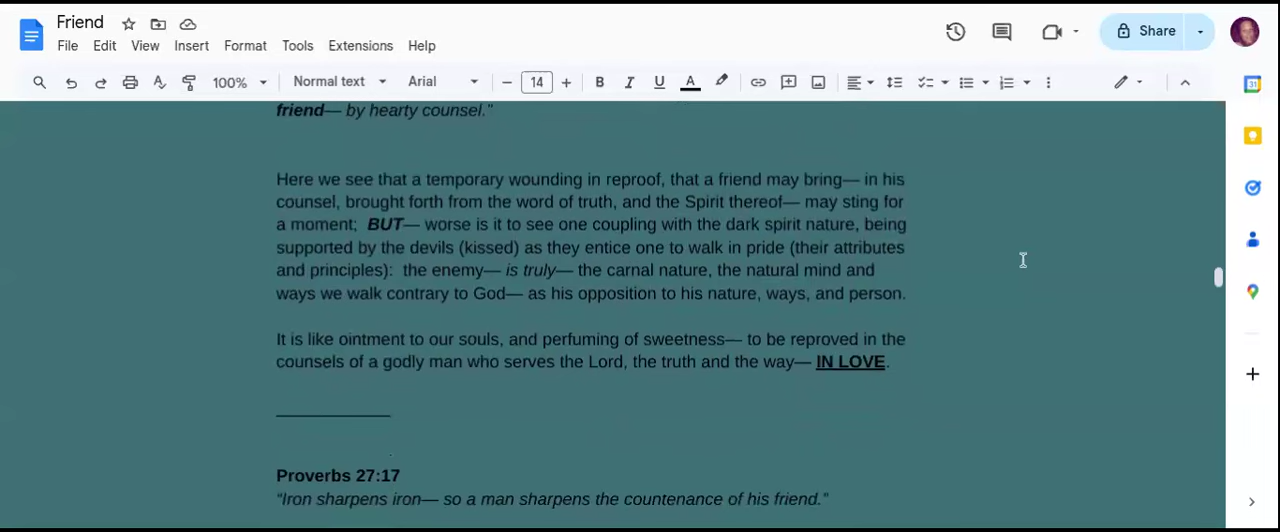 Friend
File Edit View Insert Format Tools Extensions Help
Share
100% Normal text Arial 14 B I U A
friend— by hearty counsel."
Here we see that a temporary wounding in reproof, that a friend may bring— in his
counsel, brought forth from the word of truth, and the Spirit thereof— may sting for
a moment; BUT— worse is it to see one coupling with the dark spirit nature, being
supported by the devils (kissed) as they entice one to walk in pride (their attributes
and principles): the enemy— is truly— the carnal nature, the natural mind and
ways we walk contrary to God— as his opposition to his nature, ways, and person.
It is like ointment to our souls, and perfuming of sweetness— to be reproved in the
counsels of a godly man who serves the Lord, the truth and the way— IN LOVE.
Proverbs 27:17
"Iron sharpens iron— so a man sharpens the countenance of his friend."